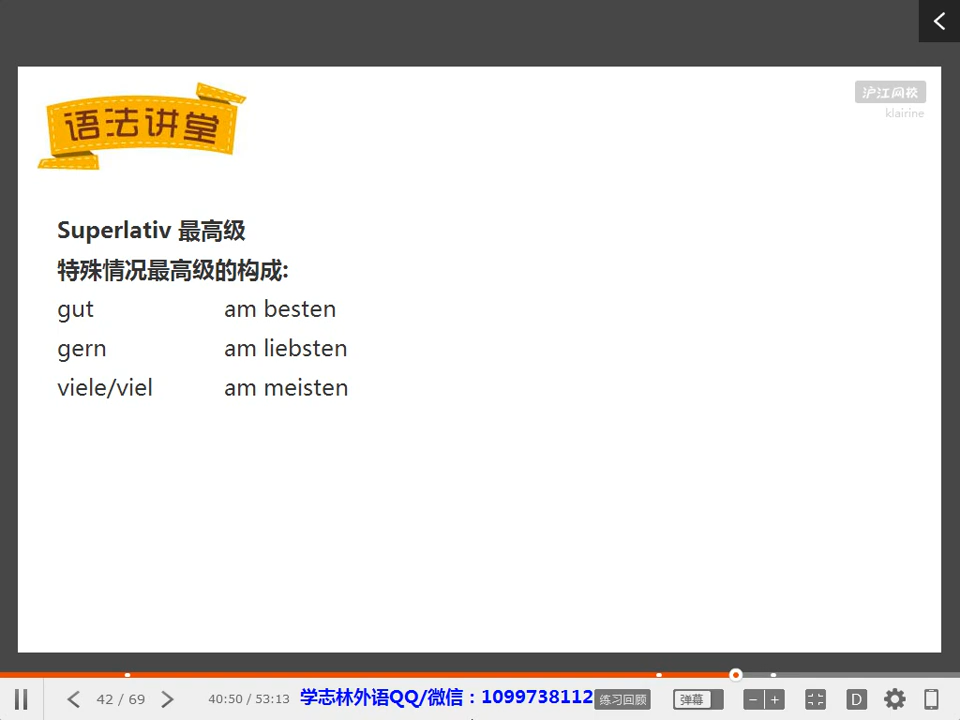 语法讲堂
沪江网校
klairine
Superlativ 最高级
特殊情况最高级的构成:
gut am besten
gern am liebsten
viele/viel am meisten
42 / 69 40:50 / 53:13 学志林外语QQ/微信：1099738112 练习回顾 弹幕 D